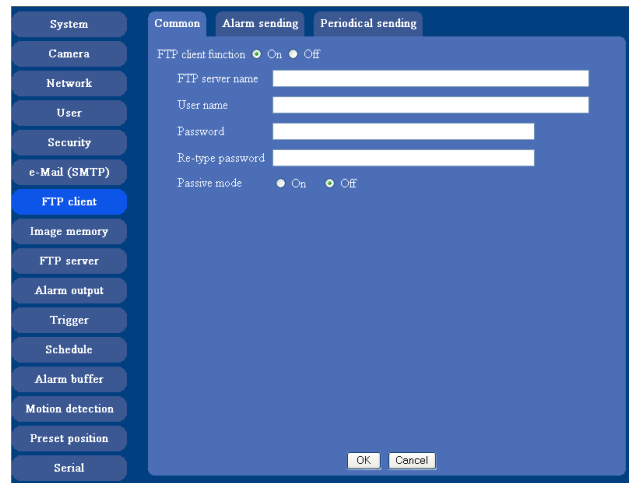 System
Camera
Network
User
Security
e-Mail (SMTP)
FTP client
Image memory
FTP server
Alarm output
Trigger
Schedule
Alarm buffer
Motion detection
Preset position
Serial
Common Alarm sending Periodical sending
FTP client function On Off
FTP server name
User name
Password
Re-type password
Passive mode On Off
OK Cancel